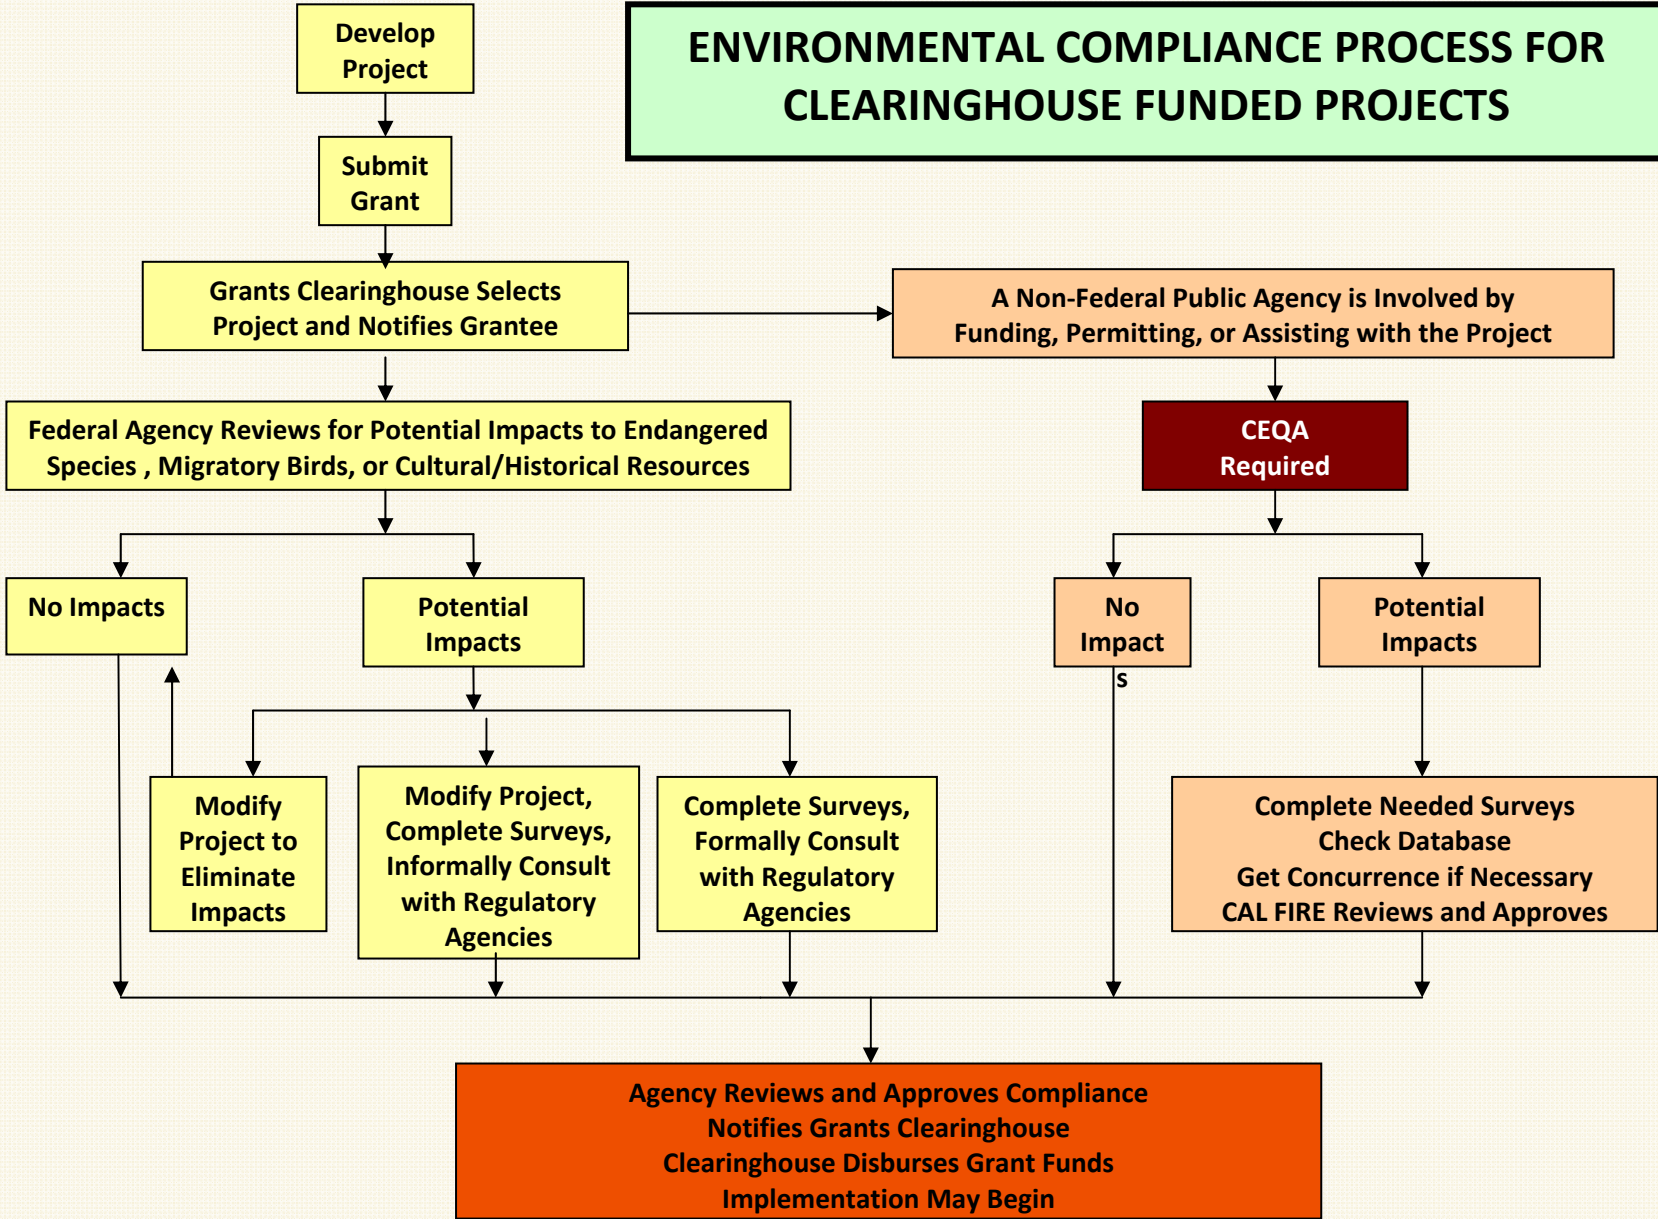 Develop
Project
ENVIRONMENTAL COMPLIANCE PROCESS FOR
CLEARINGHOUSE FUNDED PROJECTS
Submit
Grant
Grants Clearinghouse Selects
Project and Notifies Grantee
A Non-Federal Public Agency is Involved by
Funding, Permitting, or Assisting with the Project
Federal Agency Reviews for Potential Impacts to Endangered
Species , Migratory Birds, or Cultural/Historical Resources
CEQA
Required
No Impacts
Potential
Impacts
No
Impact
s
Potential
Impacts
Modify
Project to
Eliminate
Impacts
Modify Project,
Complete Surveys,
Informally Consult
with Regulatory
Agencies
Complete Surveys,
Formally Consult
with Regulatory
Agencies
Complete Needed Surveys
Check Database
Get Concurrence if Necessary
CAL FIRE Reviews and Approves
Agency Reviews and Approves Compliance
Notifies Grants Clearinghouse
Clearinghouse Disburses Grant Funds
Implementation May Begin